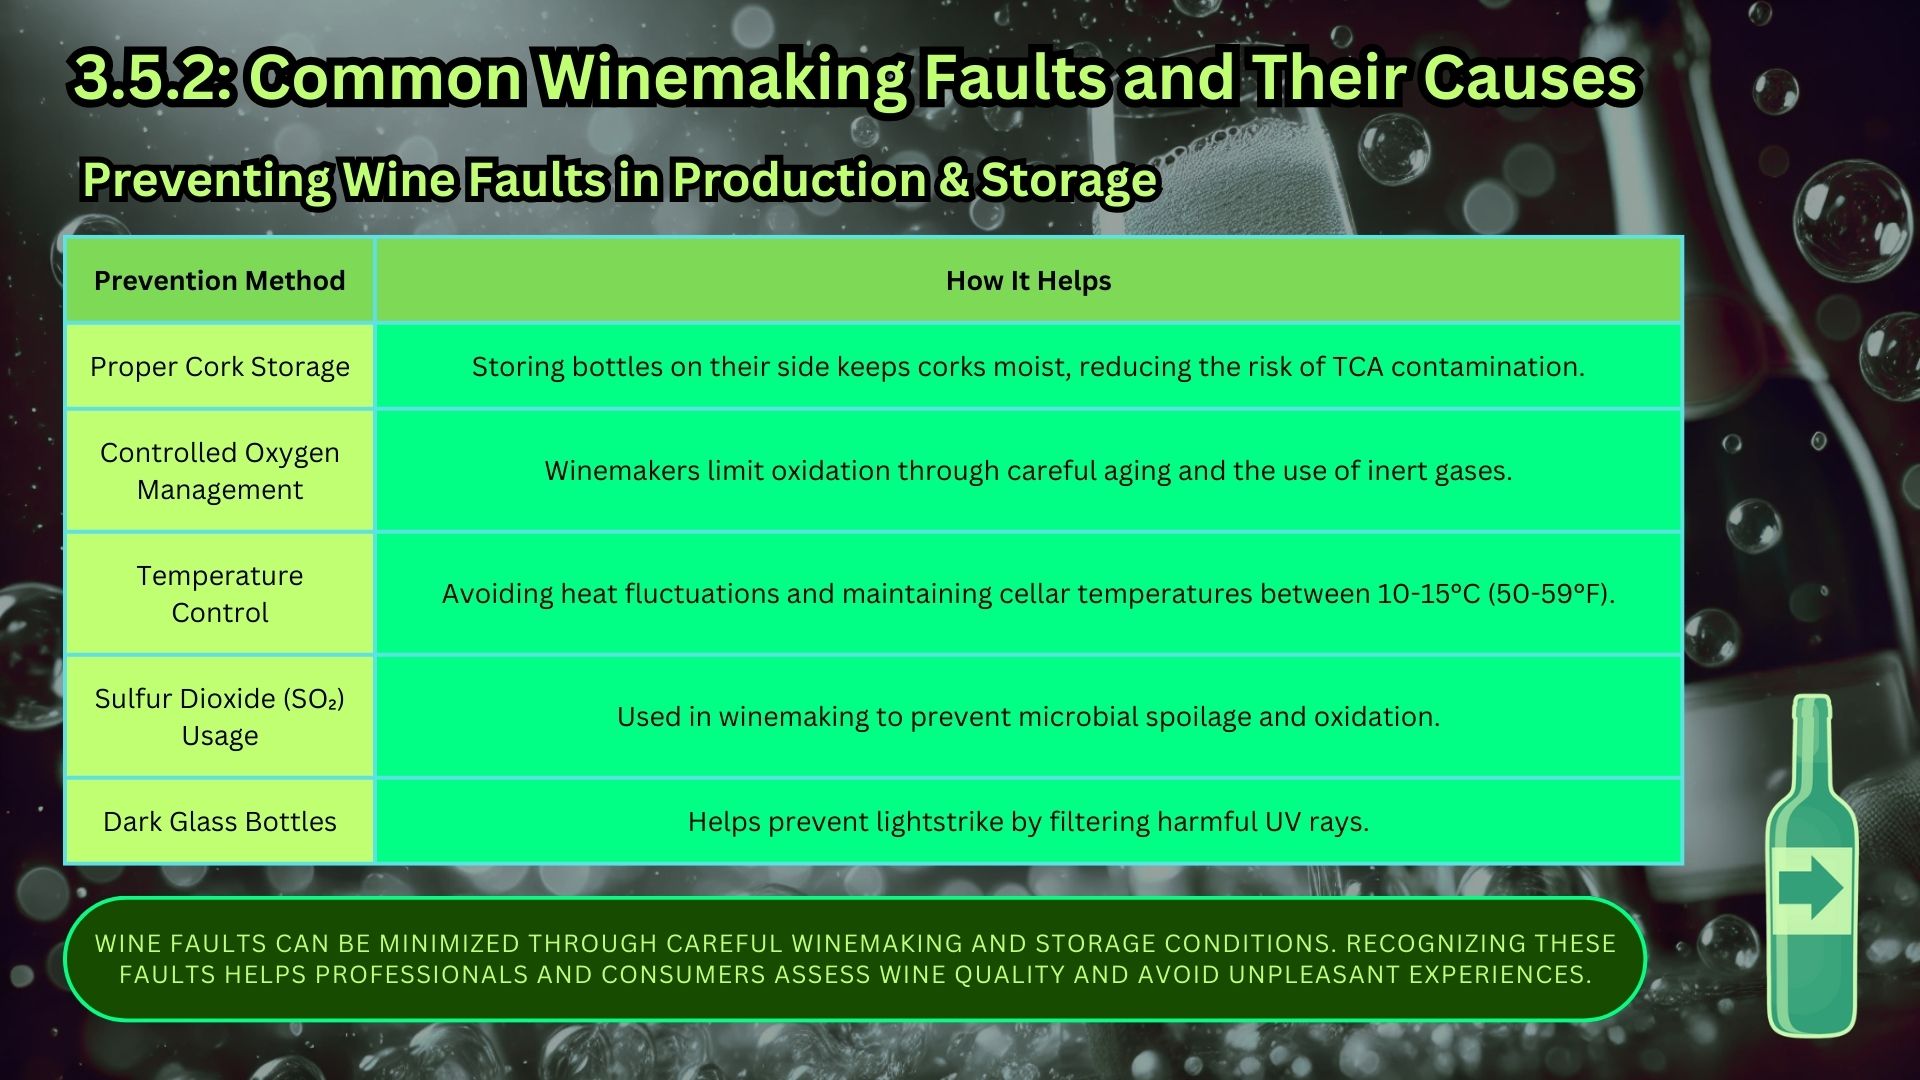 3.5.2: Common Winemaking Faults and Their Causes
Preventing Wine Faults in Production & Storage
Prevention Method
How It Helps
Proper Cork Storage
Storing bottles on their side keeps corks moist, reducing the risk of TCA contamination.
Controlled Oxygen
Management
Winemakers limit oxidation through careful aging and the use of inert gases.
Temperature
Control
Avoiding heat fluctuations and maintaining cellar temperatures between 10-15°C (50-59°F).
Sulfur Dioxide (SO₂)
Usage
Used in winemaking to prevent microbial spoilage and oxidation.
Dark Glass Bottles
Helps prevent lightstrike by filtering harmful UV rays.
WINE FAULTS CAN BE MINIMIZED THROUGH CAREFUL WINEMAKING AND STORAGE CONDITIONS. RECOGNIZING THESE
FAULTS HELPS PROFESSIONALS AND CONSUMERS ASSESS WINE QUALITY AND AVOID UNPLEASANT EXPERIENCES.